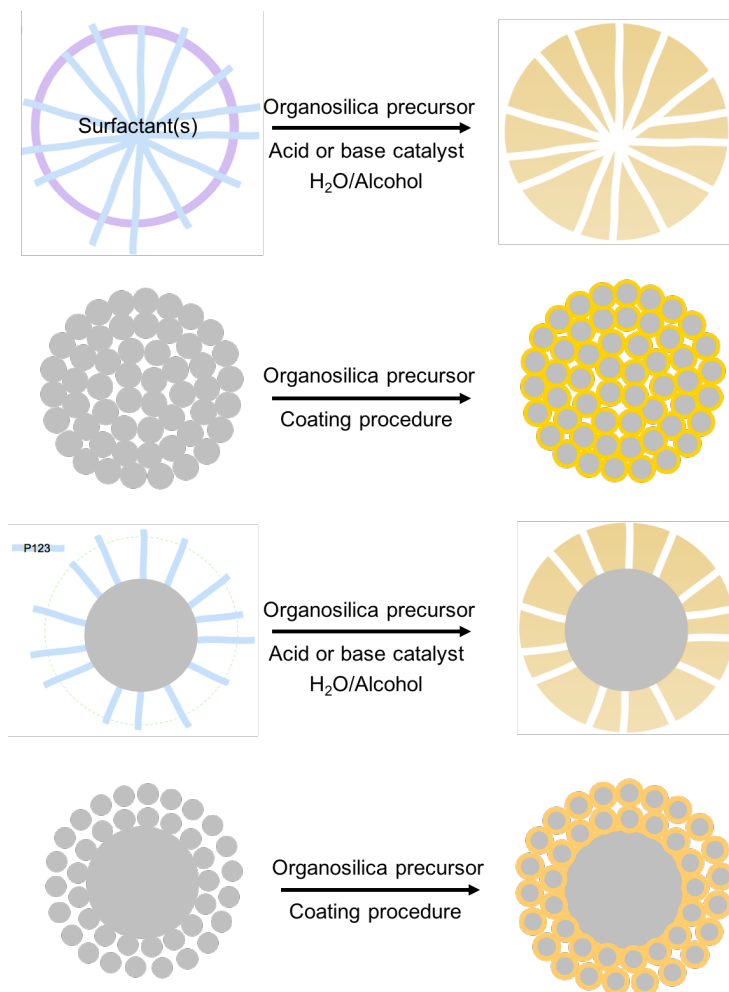 Surfactant(s)
Organosilica precursor
Acid or base catalyst
H₂O/Alcohol
Organosilica precursor
Coating procedure
P123
Organosilica precursor
Acid or base catalyst
H₂O/Alcohol
Organosilica precursor
Coating procedure